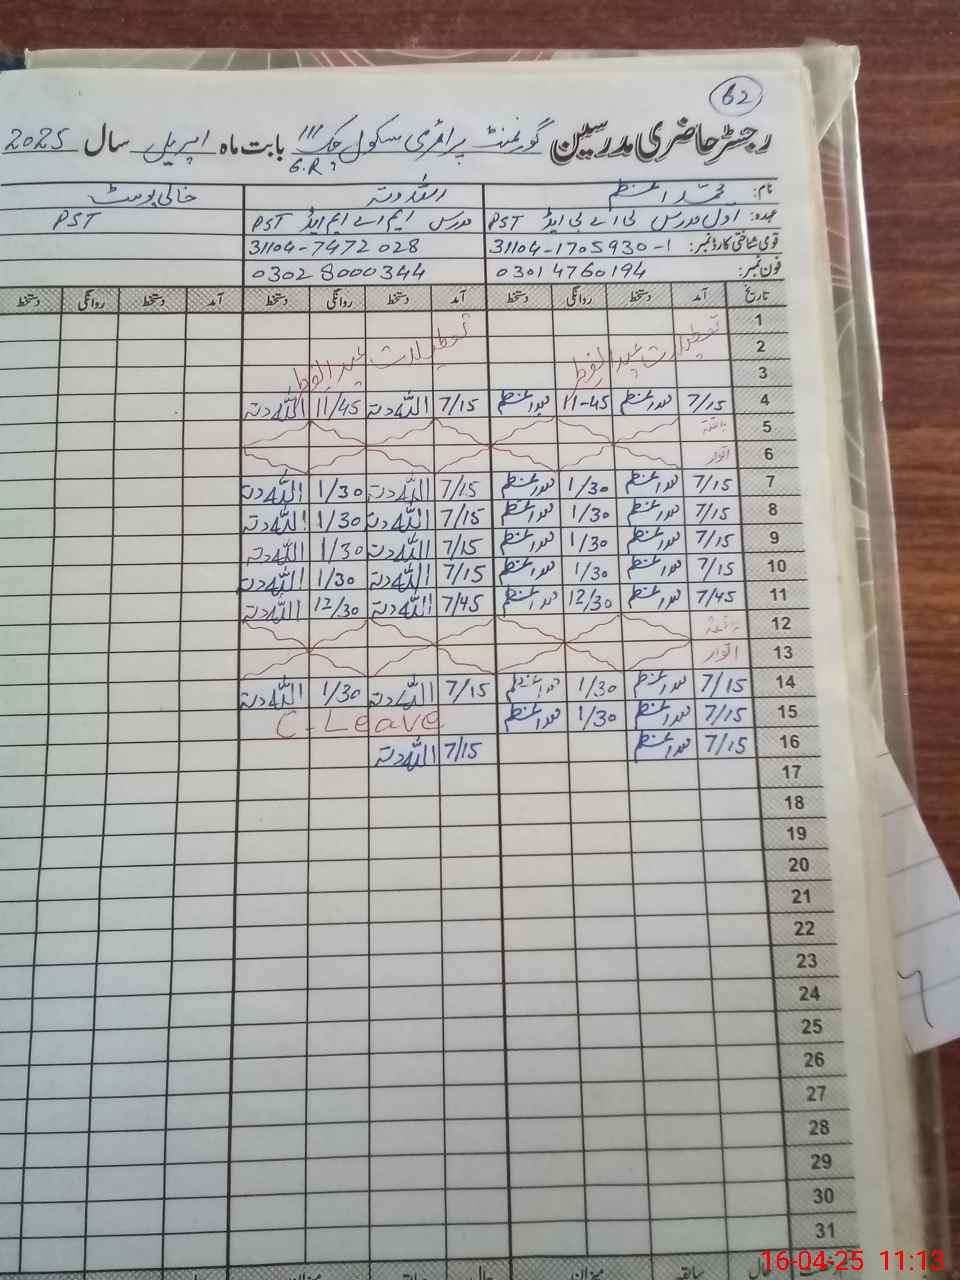 62
رجسٹر حاضری مدرسین گورنمنٹ پرائمری سکول چک 111 بابت ماہ اپریل سال 2025
6.R
نام: محمد اعظم اللہ دتہ خالی پوسٹ
عہدہ: اول مدرس بی اے بی ایڈ PST مدرس ایم اے ایم ایڈ PST PST
قومی شناختی کارڈ نمبر: 31104-1705930-1 31104-7472028
فون نمبر: 03014760194 03028000344
تاریخ آمد دستخط روانگی دستخط آمد دستخط روانگی دستخط آمد دستخط روانگی
1
2 تعطیلات عید الفطر تعطیلات عید الفطر
3
4 7/15 محمد اعظم 11-45 محمد اعظم 7/15 اللہ دتہ 11/45 اللہ دتہ
5 ہفتہ
6 اتوار
7 7/15 محمد اعظم 1/30 محمد اعظم 7/15 اللہ دتہ 1/30 اللہ دتہ
8 7/15 محمد اعظم 1/30 محمد اعظم 7/15 اللہ دتہ 1/30 اللہ دتہ
9 7/15 محمد اعظم 1/30 محمد اعظم 7/15 اللہ دتہ 1/30 اللہ دتہ
10 7/15 محمد اعظم 1/30 محمد اعظم 7/15 اللہ دتہ 1/30 اللہ دتہ
11 7/45 محمد اعظم 12/30 محمد اعظم 7/45 اللہ دتہ 12/30 اللہ دتہ
12 ہفتہ
13 اتوار
14 7/15 محمد اعظم 1/30 محمد اعظم 7/15 اللہ دتہ 1/30 اللہ دتہ
15 7/15 محمد اعظم 1/30 محمد اعظم C-Leave
16 7/15 محمد اعظم 7/15 اللہ دتہ
17
18
19
20
21
22
23
24
25
26
27
28
29
30
31
سابقہ میزان
16-04-25 11:13